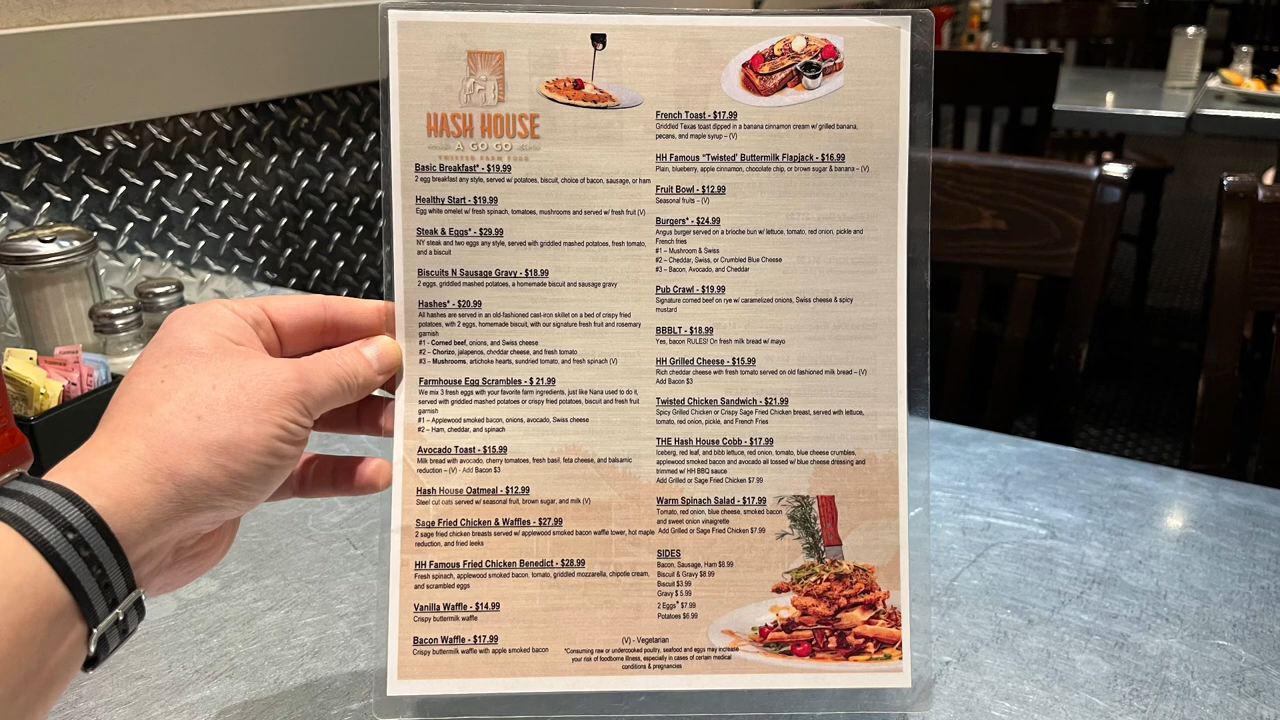 HASH HOUSE
A GO GO
TWISTED FARM FOOD
Basic Breakfast* - $19.99
2 egg breakfast any style, served w/ potatoes, biscuit, choice of bacon, sausage, or ham
Healthy Start - $19.99
Egg white omelet w/ fresh spinach, tomatoes, mushrooms and served w/ fresh fruit (V)
Steak & Eggs* - $29.99
NY steak and two eggs any style, served with griddled mashed potatoes, fresh tomato,
and a biscuit
Biscuits N Sausage Gravy - $18.99
2 eggs, griddled mashed potatoes, a homemade biscuit and sausage gravy
Hashes* - $20.99
All hashes are served in an old-fashioned cast-iron skillet on a bed of crispy fried
potatoes, with 2 eggs, homemade biscuit, with our signature fresh fruit and rosemary
garnish
#1 - Corned beef, onions, and Swiss cheese
#2 – Chorizo, jalapenos, cheddar cheese, and fresh tomato
#3 – Mushrooms, artichoke hearts, sundried tomato, and fresh spinach (V)
Farmhouse Egg Scrambles - $ 21.99
We mix 3 fresh eggs with your favorite farm ingredients, just like Nana used to do it,
served with griddled mashed potatoes or crispy fried potatoes, biscuit and fresh fruit
garnish
#1 – Applewood smoked bacon, onions, avocado, Swiss cheese
#2 – Ham, cheddar, and spinach
Avocado Toast - $15.99
Milk bread with avocado, cherry tomatoes, fresh basil, feta cheese, and balsamic
reduction – (V) - Add Bacon $3
Hash House Oatmeal - $12.99
Steel cut oats served w/ seasonal fruit, brown sugar, and milk (V)
Sage Fried Chicken & Waffles - $27.99
2 sage fried chicken breasts served w/ applewood smoked bacon waffle tower, hot maple
reduction, and fried leeks
HH Famous Fried Chicken Benedict - $28.99
Fresh spinach, applewood smoked bacon, tomato, griddled mozzarella, chipotle cream,
and scrambled eggs
Vanilla Waffle - $14.99
Crispy buttermilk waffle
Bacon Waffle - $17.99
Crispy buttermilk waffle with apple smoked bacon
French Toast - $17.99
Griddled Texas toast dipped in a banana cinnamon cream w/ grilled banana,
pecans, and maple syrup – (V)
HH Famous "Twisted' Buttermilk Flapjack - $16.99
Plain, blueberry, apple cinnamon, chocolate chip, or brown sugar & banana – (V)
Fruit Bowl - $12.99
Seasonal fruits – (V)
Burgers* - $24.99
Angus burger served on a brioche bun w/ lettuce, tomato, red onion, pickle and
French fries
#1 – Mushroom & Swiss
#2 – Cheddar, Swiss, or Crumbled Blue Cheese
#3 – Bacon, Avocado, and Cheddar
Pub Crawl - $19.99
Signature corned beef on rye w/ caramelized onions, Swiss cheese & spicy
mustard
BBBLT - $18.99
Yes, bacon RULES! On fresh milk bread w/ mayo
HH Grilled Cheese - $15.99
Rich cheddar cheese with fresh tomato served on old fashioned milk bread – (V)
Add Bacon $3
Twisted Chicken Sandwich - $21.99
Spicy Grilled Chicken or Crispy Sage Fried Chicken breast, served with lettuce,
tomato, red onion, pickle, and French Fries
THE Hash House Cobb - $17.99
Iceberg, red leaf, and bibb lettuce, red onion, tomato, blue cheese crumbles,
applewood smoked bacon and avocado all tossed w/ blue cheese dressing and
trimmed w/ HH BBQ sauce
Add Grilled or Sage Fried Chicken $7.99
Warm Spinach Salad - $17.99
Tomato, red onion, blue cheese, smoked bacon
and sweet onion vinaigrette
Add Grilled or Sage Fried Chicken $7.99
SIDES
Bacon, Sausage, Ham $8.99
Biscuit & Gravy $8.99
Biscuit $3.99
Gravy $ 5.99
2 Eggs* $7.99
Potatoes $6.99
(V) - Vegetarian
*Consuming raw or undercooked poultry, seafood and eggs may increase
your risk of foodborne illness, especially in cases of certain medical
conditions & pregnancies